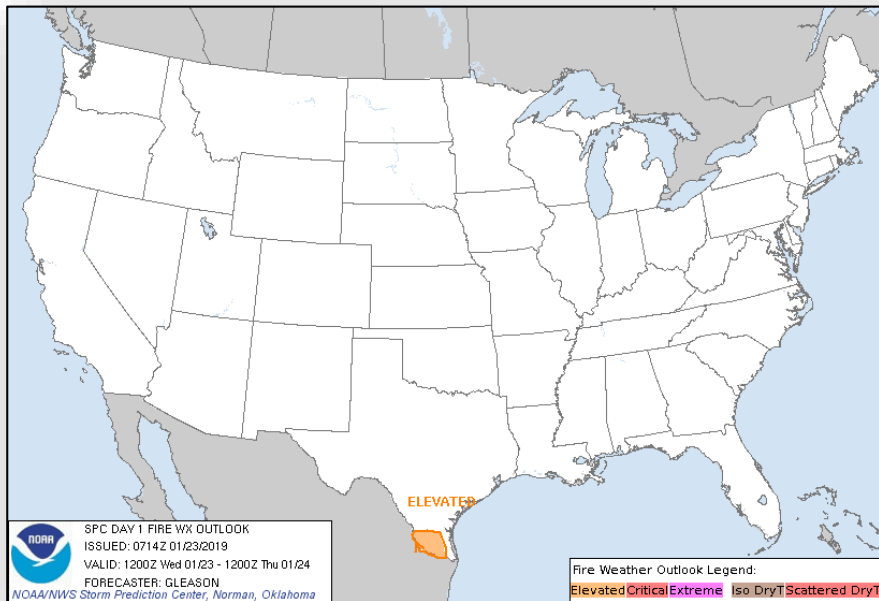 ELEVATED
NOAA
SPC DAY 1 FIRE WX OUTLOOK
ISSUED: 0714Z 01/23/2019
VALID: 1200Z Wed 01/23 - 1200Z Thu 01/24
FORECASTER: GLEASON
NOAA/NWS Storm Prediction Center, Norman, Oklahoma
Fire Weather Outlook Legend:
Elevated Critical Extreme Iso DryT Scattered DryT